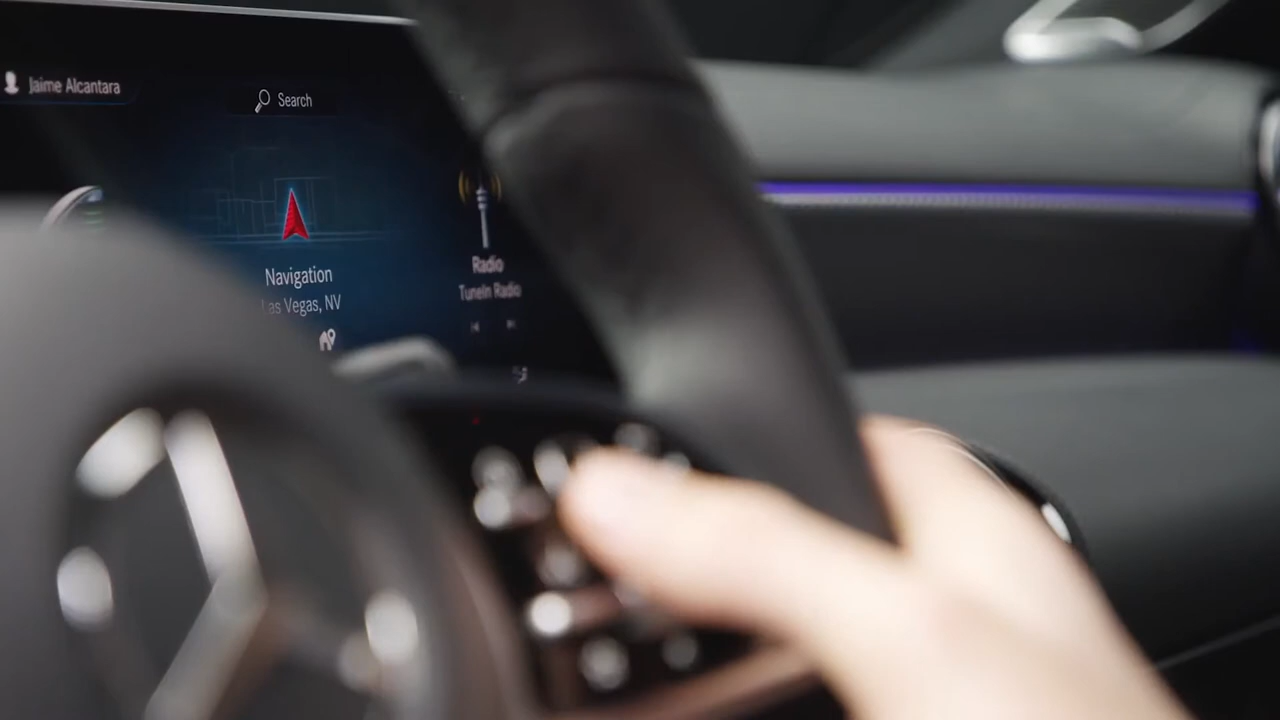 Jaime Alcantara
Search
Navigation
Las Vegas, NV
Radio
TuneIn Radio